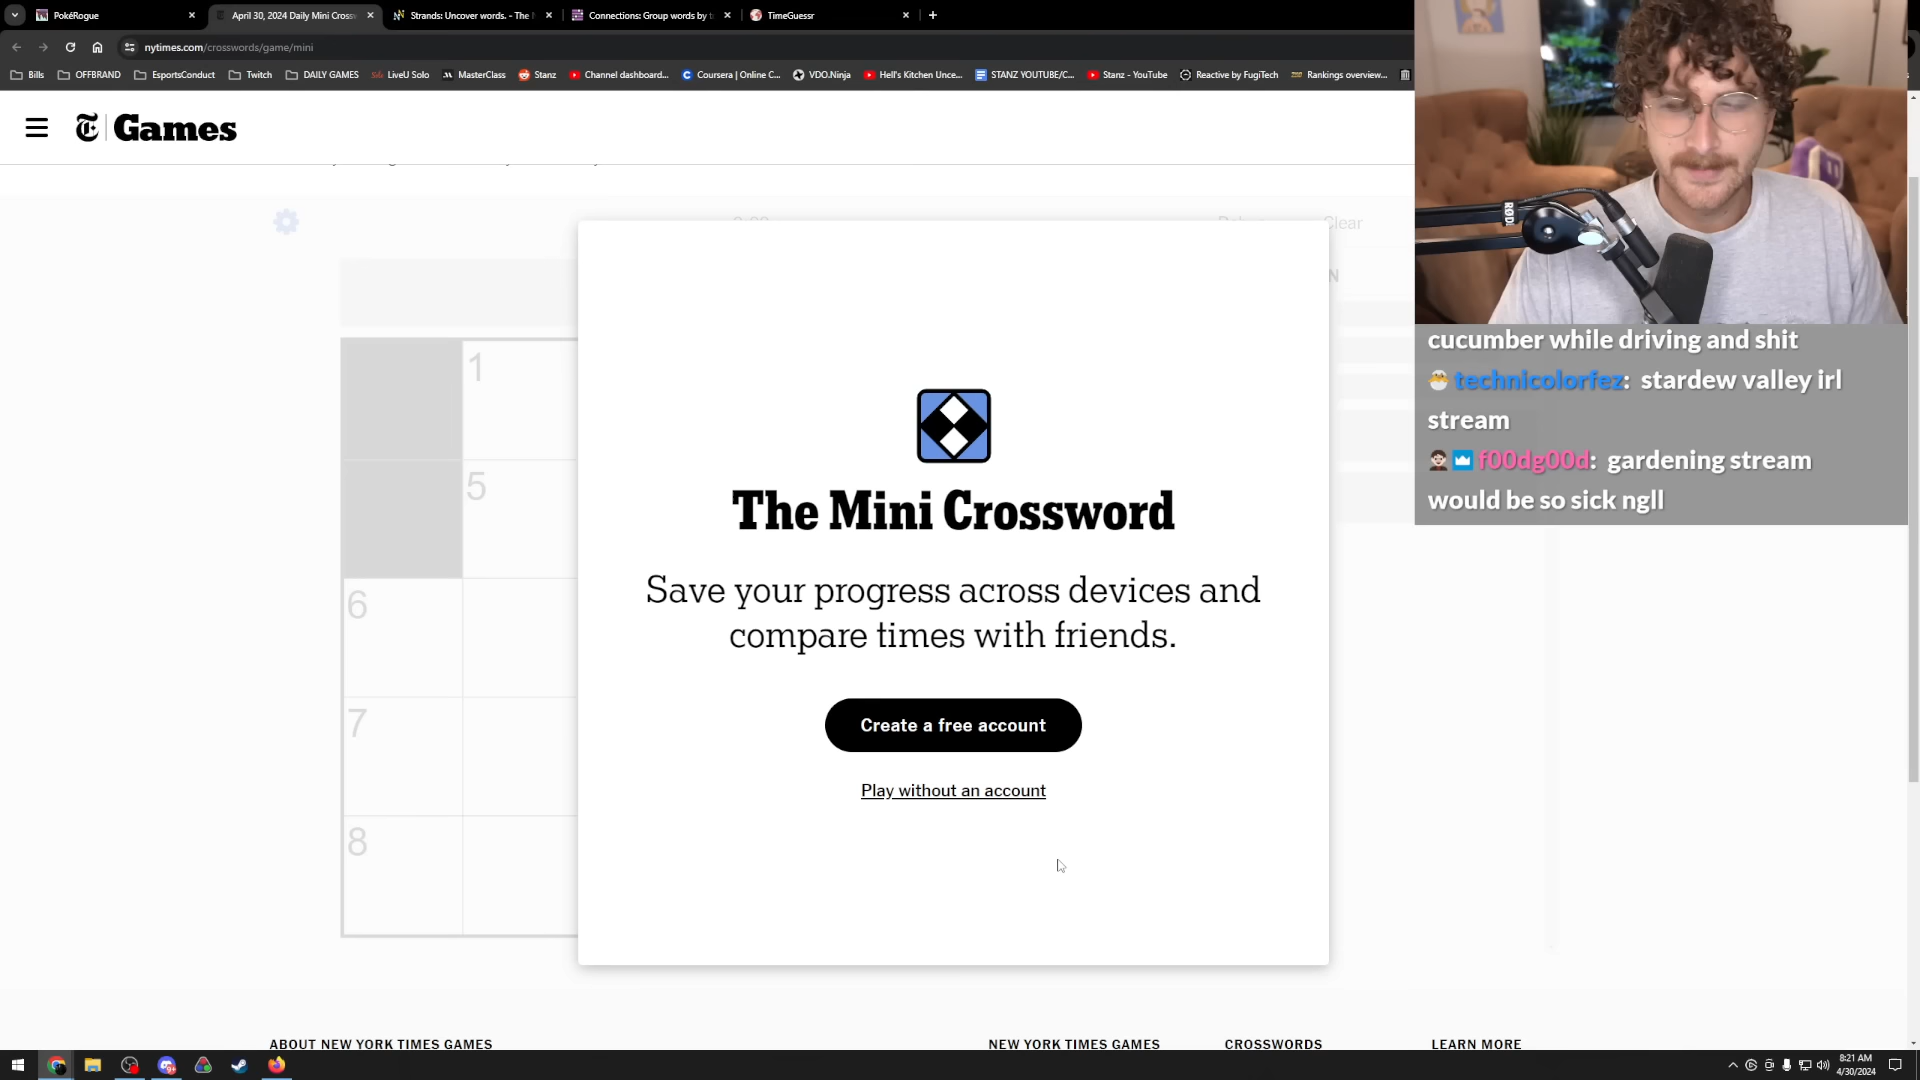 PokéRogue
April 30, 2024 Daily Mini Cross
Strands: Uncover words. - The
Connections: Group words by
TimeGuessr
nytimes.com/crosswords/game/mini
Bills
OFFBRAND
EsportsConduct
Twitch
DAILY GAMES
LiveU Solo
MasterClass
Stanz
Channel dashboard...
Coursera | Online C...
VDO.Ninja
Hell's Kitchen Unce...
STANZ YOUTUBE/C...
Stanz - YouTube
Reactive by FugiTech
Rankings overview...
T Games
Clear
1
5
6
7
8
The Mini Crossword
Save your progress across devices and
compare times with friends.
Create a free account
Play without an account
RØDE
cucumber while driving and shit
technicolorfez: stardew valley irl
stream
f00dg00d: gardening stream
would be so sick ngll
ABOUT NEW YORK TIMES GAMES
NEW YORK TIMES GAMES
CROSSWORDS
LEARN MORE
8:21 AM
4/30/2024